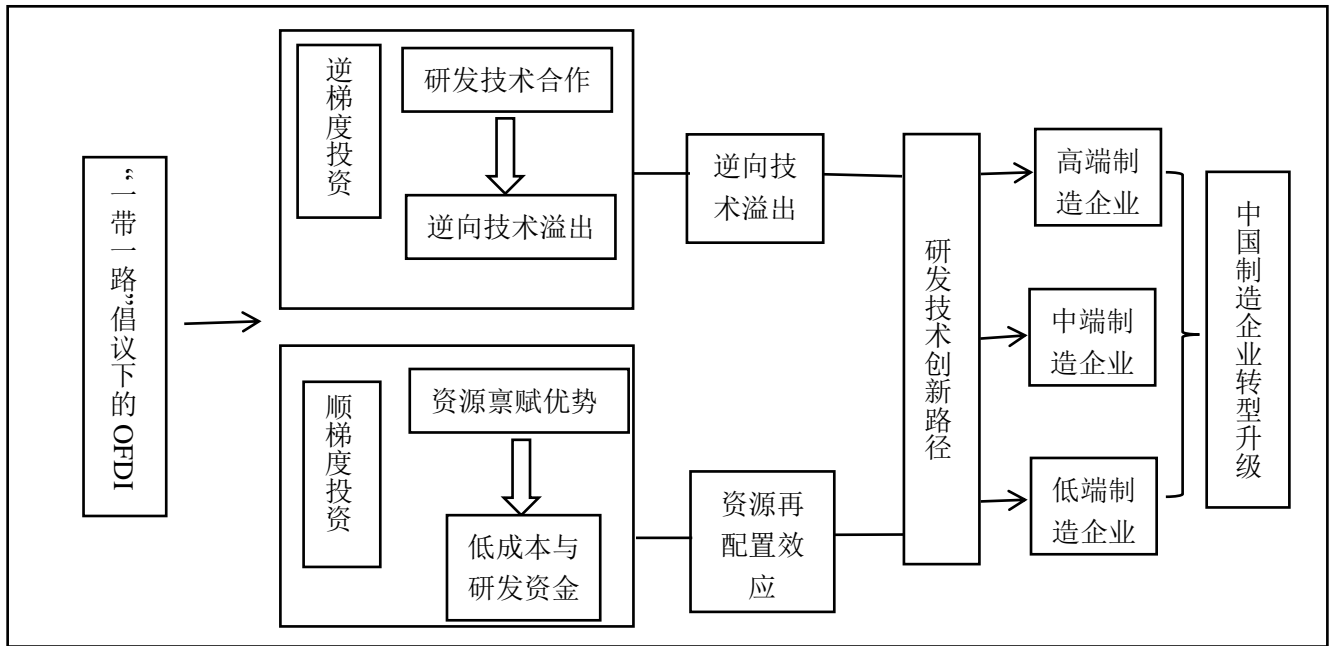 “一带一路”倡议下的 OFDI
逆梯度投资
研发技术合作
逆向技术溢出
顺梯度投资
资源禀赋优势
低成本与
研发资金
逆向技
术溢出
资源再
配置效
应
研发技术创新路径
高端制
造企业
中端制
造企业
低端制
造企业
中国制造企业转型升级